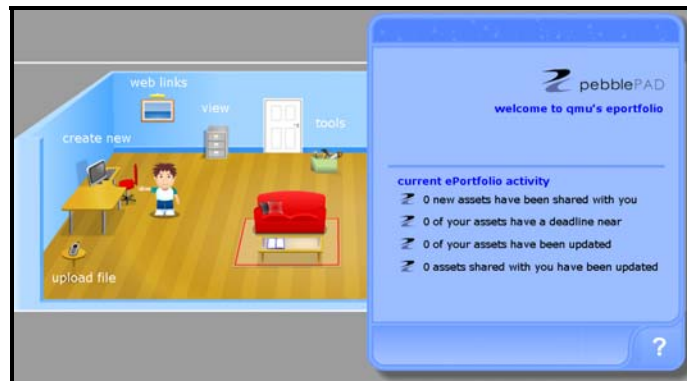 web links
view
tools
create new
upload file
pebblePAD
welcome to qmu's eportfolio
current ePortfolio activity
0 new assets have been shared with you
0 of your assets have a deadline near
0 of your assets have been updated
0 assets shared with you have been updated
?